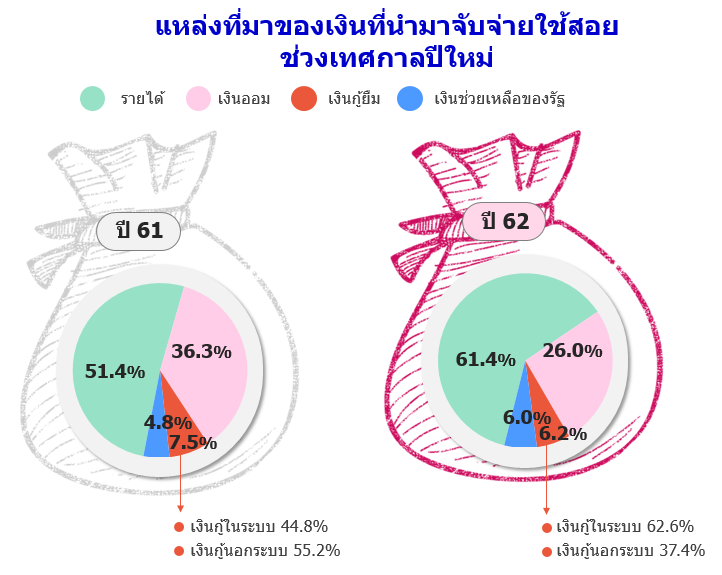 แหล่งที่มาของเงินที่นำมาจับจ่ายใช้สอย
ช่วงเทศกาลปีใหม่
รายได้ เงินออม เงินกู้ยืม เงินช่วยเหลือของรัฐ
ปี 61
51.4%
36.3%
4.8%
7.5%
เงินกู้ในระบบ 44.8%
เงินกู้นอกระบบ 55.2%
ปี 62
61.4%
26.0%
6.0%
6.2%
เงินกู้ในระบบ 62.6%
เงินกู้นอกระบบ 37.4%